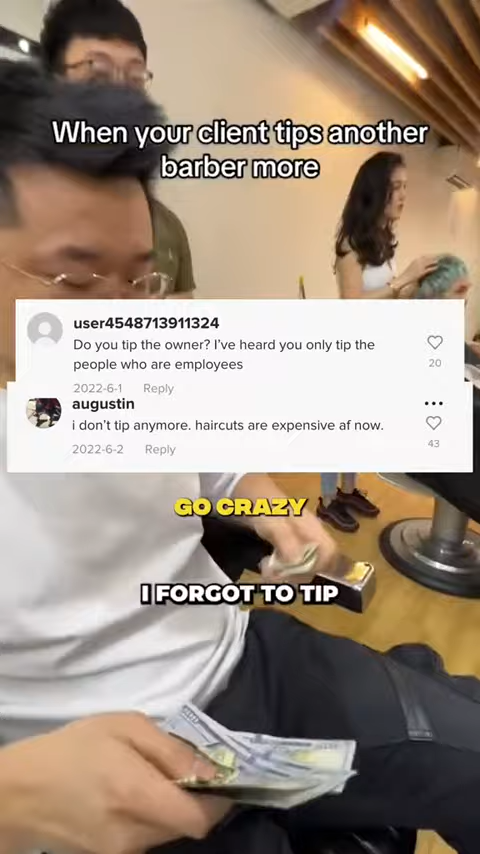 When your client tips another
barber more
user4548713911324
Do you tip the owner? I've heard you only tip the
people who are employees
20
2022-6-1 Reply
augustin
i don't tip anymore. haircuts are expensive af now.
43
2022-6-2 Reply
GO CRAZY
I FORGOT TO TIP